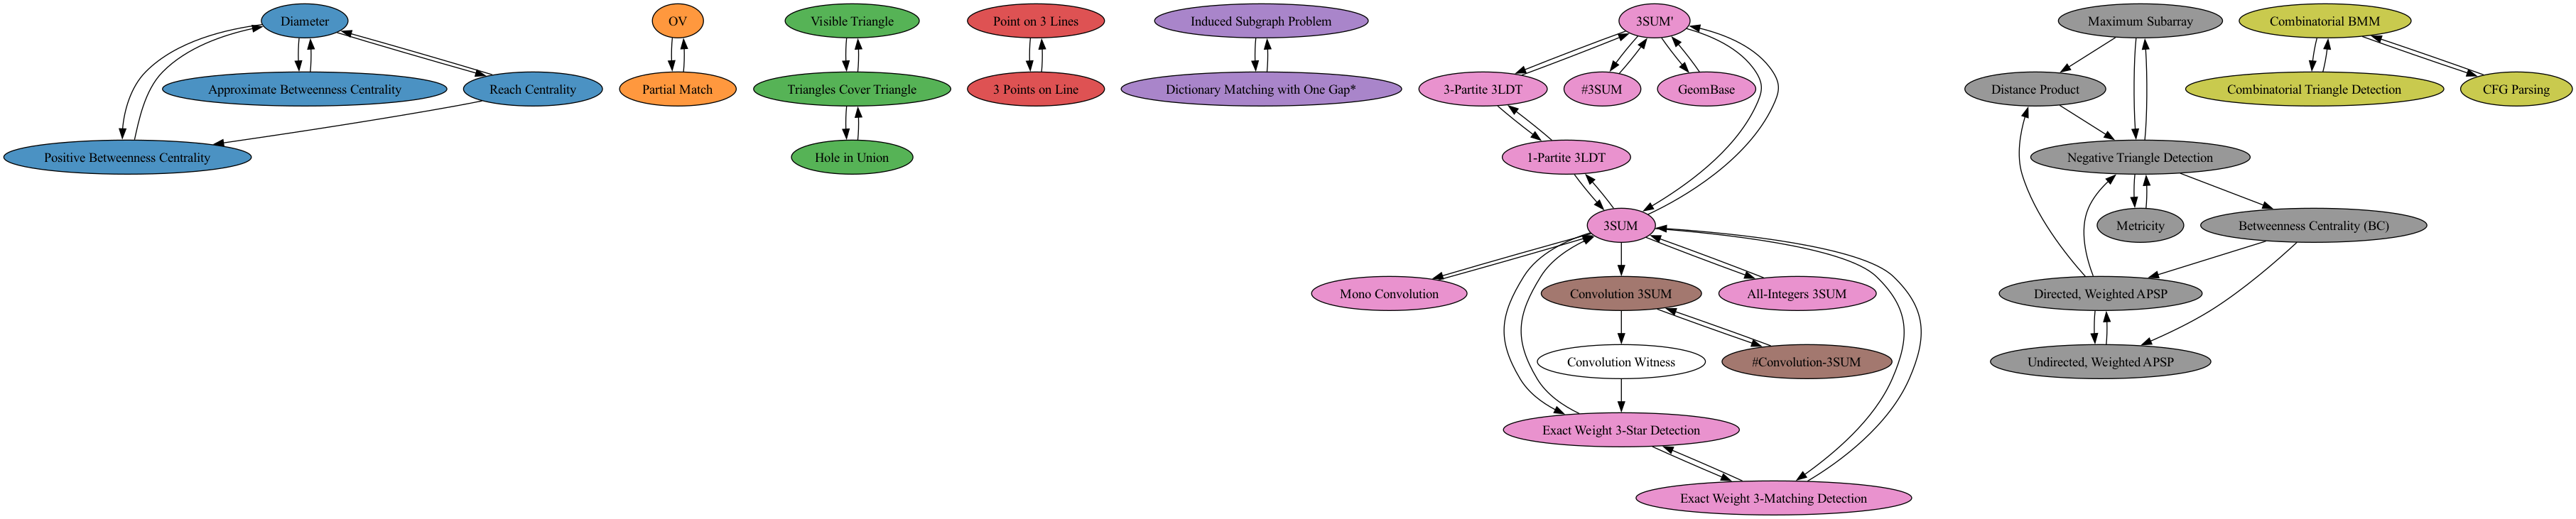 Diameter
OV
Visible Triangle
Point on 3 Lines
Induced Subgraph Problem
3SUM'
Maximum Subarray
Combinatorial BMM
Approximate Betweenness Centrality
Reach Centrality
Partial Match
Triangles Cover Triangle
3 Points on Line
Dictionary Matching with One Gap*
3-Partite 3LDT
#3SUM
GeomBase
Distance Product
Combinatorial Triangle Detection
CFG Parsing
Positive Betweenness Centrality
Hole in Union
1-Partite 3LDT
Negative Triangle Detection
3SUM
Metricity
Betweenness Centrality (BC)
Mono Convolution
Convolution 3SUM
All-Integers 3SUM
Directed, Weighted APSP
Convolution Witness
#Convolution-3SUM
Undirected, Weighted APSP
Exact Weight 3-Star Detection
Exact Weight 3-Matching Detection